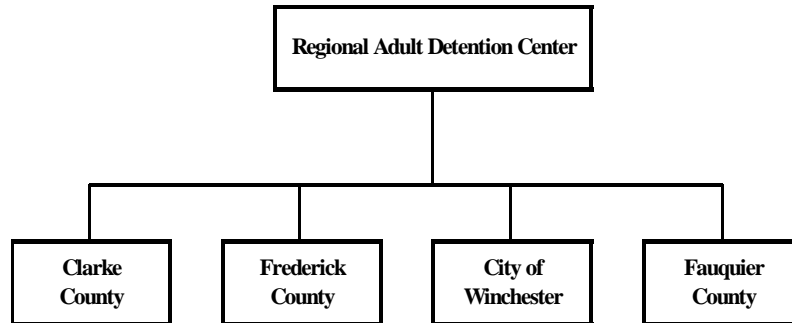 Regional Adult Detention Center
Clarke
County
Frederick
County
City of
Winchester
Fauquier
County